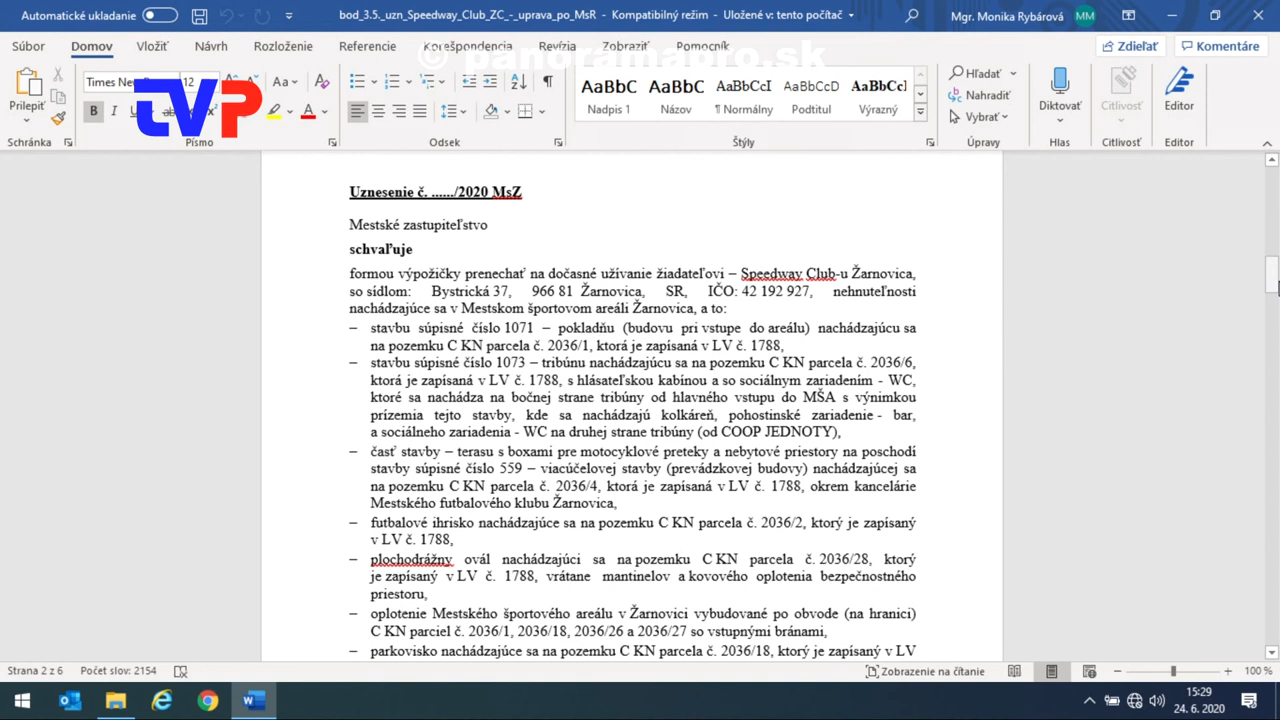 Automatické ukladanie
bod_3.5._uzn_Speedway_Club_ZC_-_uprava_po_MsR - Kompatibilný režim - Uložené v: tento počítač
Mgr. Monika Rybárová
MM
Súbor Domov Vložiť Návrh Rozloženie Referencie Korešpondencia Revízia Zobraziť Pomocník
Zdieľať Komentáre
© panoramapro.sk
tVP
Prilepiť
Times New
12
Aa
B I U ab
A
AaBbC AaBbC AaBbCcI AaBbCcD AaBbCcI
Nadpis 1 Názov ¶ Normálny Podtitul Výrazný
Hľadať
Nahradiť
Vybrať
Diktovať
Citlivosť
Editor
Schránka Písmo Odsek Štýly Úpravy Hlas Citlivosť Editor
Uznesenie č. ....../2020 MsZ
Mestské zastupiteľstvo
schvaľuje
formou výpožičky prenechať na dočasné užívanie žiadateľovi – Speedway Club-u Žarnovica,
so sídlom: Bystrická 37, 966 81 Žarnovica, SR, IČO: 42 192 927, nehnuteľnosti
nachádzajúce sa v Mestskom športovom areáli Žarnovica, a to:
– stavbu súpisné číslo 1071 – pokladňu (budovu pri vstupe do areálu) nachádzajúcu sa
na pozemku C KN parcela č. 2036/1, ktorá je zapísaná v LV č. 1788,
– stavbu súpisné číslo 1073 – tribúnu nachádzajúcu sa na pozemku C KN parcela č. 2036/6,
ktorá je zapísaná v LV č. 1788, s hlásateľskou kabínou a so sociálnym zariadením - WC,
ktoré sa nachádza na bočnej strane tribúny od hlavného vstupu do MŠA s výnimkou
prízemia tejto stavby, kde sa nachádzajú kolkáreň, pohostinské zariadenie - bar,
a sociálneho zariadenia - WC na druhej strane tribúny (od COOP JEDNOTY),
– časť stavby – terasu s boxami pre motocyklové preteky a nebytové priestory na poschodí
stavby súpisné číslo 559 – viacúčelovej stavby (prevádzkovej budovy) nachádzajúcej sa
na pozemku C KN parcela č. 2036/4, ktorá je zapísaná v LV č. 1788, okrem kancelárie
Mestského futbalového klubu Žarnovica,
– futbalové ihrisko nachádzajúce sa na pozemku C KN parcela č. 2036/2, ktorý je zapísaný
v LV č. 1788,
– plochodrážny ovál nachádzajúci sa na pozemku C KN parcela č. 2036/28, ktorý
je zapísaný v LV č. 1788, vrátane mantinelov a kovového oplotenia bezpečnostného
priestoru,
– oplotenie Mestského športového areálu v Žarnovici vybudované po obvode (na hranici)
C KN parciel č. 2036/1, 2036/18, 2036/26 a 2036/27 so vstupnými bránami,
– parkovisko nachádzajúce sa na pozemku C KN parcela č. 2036/18, ktorý je zapísaný v LV
Strana 2 z 6 Počet slov: 2154
Zobrazenie na čítanie
100 %
15:29
24. 6. 2020